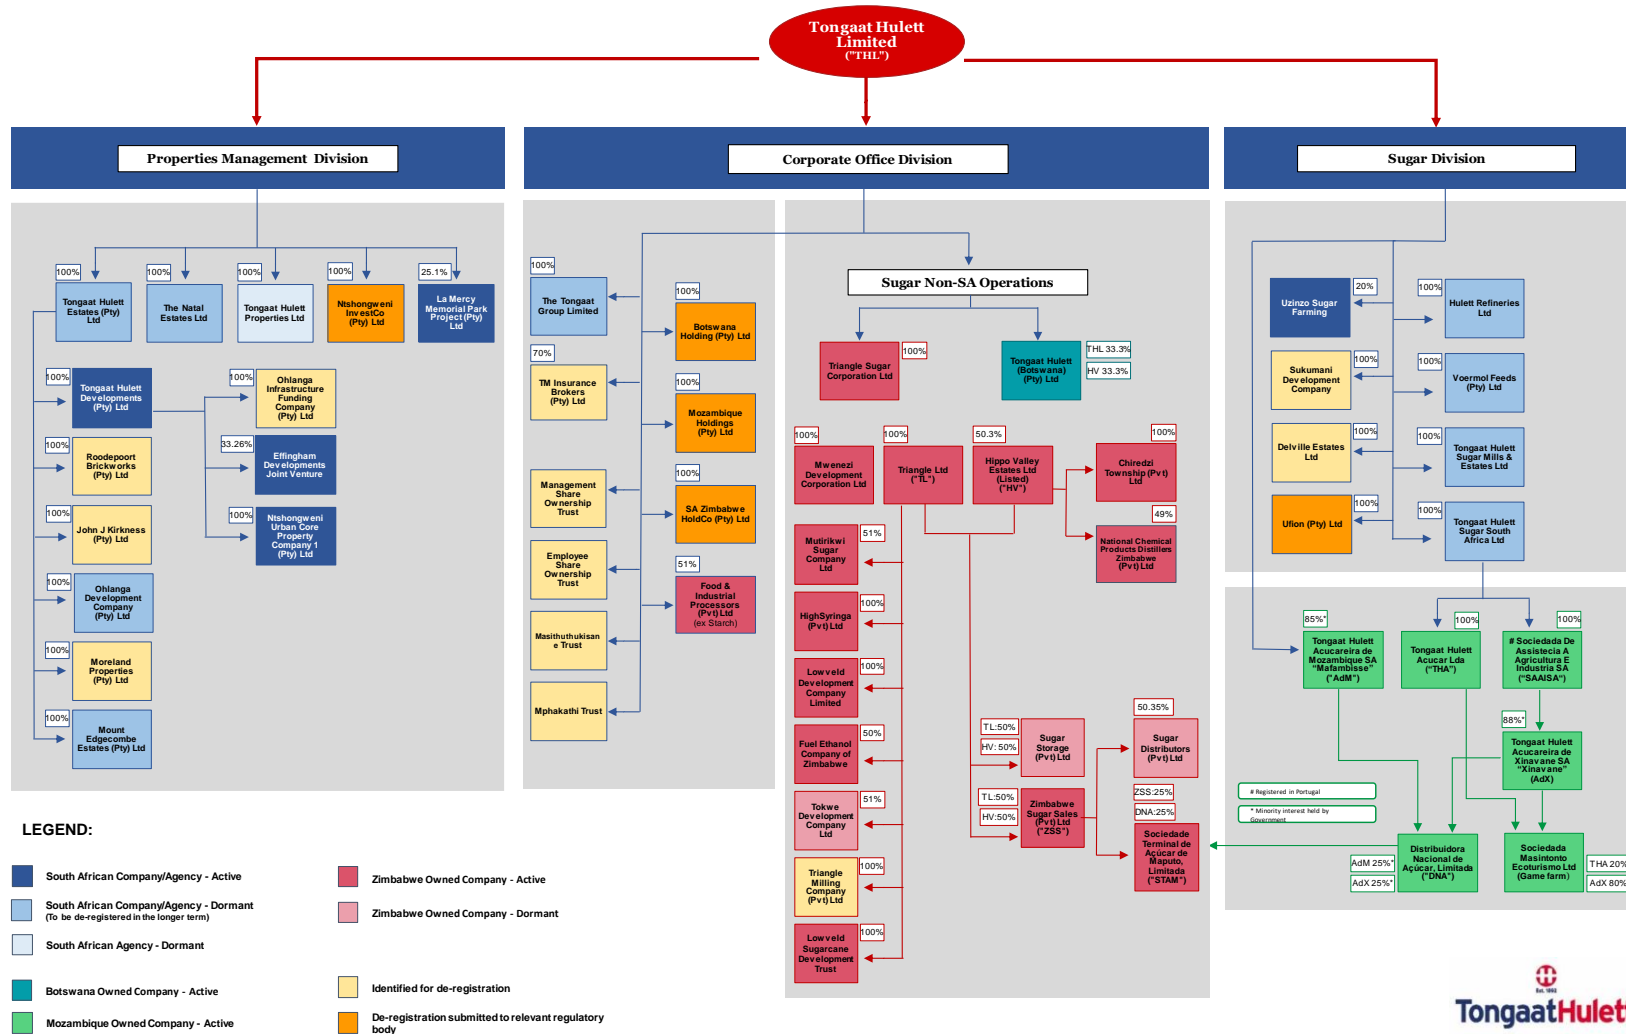 Tongaat Hulett
Limited
("THL")
Properties Management Division
Corporate Office Division
Sugar Division
100%
Tongaat Hulett
Estates (Pty)
Ltd
100%
The Natal
Estates Ltd
100%
Tongaat Hulett
Properties Ltd
100%
Ntshongweni
InvestCo
(Pty) Ltd
25.1%
La Mercy
Memorial Park
Project (Pty)
Ltd
100%
Tongaat Hulett
Developments
(Pty) Ltd
100%
Ohlanga
Infrastructure
Funding
Company
(Pty) Ltd
100%
Roodepoort
Brickworks
(Pty) Ltd
33.26%
Effingham
Developments
Joint Venture
100%
John J Kirkness
(Pty) Ltd
100%
Ntshongweni
Urban Core
Property
Company 1
(Pty) Ltd
100%
Ohlanga
Development
Company
(Pty) Ltd
100%
Moreland
Properties
(Pty) Ltd
100%
Mount
Edgecombe
Estates (Pty) Ltd
100%
The Tongaat
Group Limited
100%
Botswana
Holding (Pty) Ltd
70%
TM Insurance
Brokers
(Pty) Ltd
100%
Mozambique
Holdings
(Pty) Ltd
Management
Share
Ownership
Trust
100%
SA Zimbabwe
HoldCo (Pty) Ltd
Employee
Share
Ownership
Trust
51%
Food &
Industrial
Processors
(Pvt) Ltd
(ex Starch)
Masithuthukisan
e Trust
Mphakathi Trust
Sugar Non-SA Operations
Triangle Sugar
Corporation Ltd
100%
Tongaat Hulett
(Botswana)
(Pty) Ltd
THL 33.3%
HV 33.3%
100%
Mwenezi
Development
Corporation Ltd
100%
Triangle Ltd
("TL")
50.3%
Hippo Valley
Estates Ltd
(Listed)
("HV")
100%
Chiredzi
Township (Pvt)
Ltd
49%
National Chemical
Products Distillers
Zimbabwe
(Pvt) Ltd
Mutirikwi
Sugar
Company
Ltd
51%
HighSyringa
(Pvt) Ltd
100%
Lowveld
Development
Company
Limited
100%
Fuel Ethanol
Company of
Zimbabwe
50%
Tokwe
Development
Company
Ltd
51%
Triangle
Milling
Company
(Pvt) Ltd
100%
Lowveld
Sugarcane
Development
Trust
100%
TL:50%
HV: 50%
Sugar
Storage
(Pvt) Ltd
50.35%
Sugar
Distributors
(Pvt) Ltd
TL:50%
HV:50%
Zimbabwe
Sugar Sales
(Pvt) Ltd
("ZSS")
ZSS:25%
DNA:25%
Sociedade
Terminal de
Açúcar de
Maputo,
Limitada
("STAM")
Uzinzo Sugar
Farming
20%
100%
Hulett Refineries
Ltd
Sukumani
Development
Company
100%
100%
Voermol Feeds
(Pty) Ltd
Delville Estates
Ltd
100%
100%
Tongaat Hulett
Sugar Mills &
Estates Ltd
Ufion (Pty) Ltd
100%
100%
Tongaat Hulett
Sugar South
Africa Ltd
85%*
Tongaat Hulett
Acucareira de
Mozambique SA
"Mafambisse"
("AdM")
100%
Tongaat Hulett
Acucar Lda
("THA")
100%
# Sociedada De
Assistecia A
Agricultura E
Industria SA
("SAAISA")
88%*
Tongaat Hulett
Acucareira de
Xinavane SA
"Xinavane"
(AdX)
# Registered in Portugal
* Minority interest held by
Government
AdM 25%*
AdX 25%*
Distribuidora
Nacional de
Açúcar, Limitada
("DNA")
Sociedada
Masintonto
Ecoturismo Ltd
(Game farm)
THA 20%
AdX 80%
LEGEND:
South African Company/Agency - Active
South African Company/Agency - Dormant
(To be de-registered in the longer term)
South African Agency - Dormant
Botswana Owned Company - Active
Mozambique Owned Company - Active
Zimbabwe Owned Company - Active
Zimbabwe Owned Company - Dormant
Identified for de-registration
De-registration submitted to relevant regulatory
body
Est. 1892
TongaatHulett